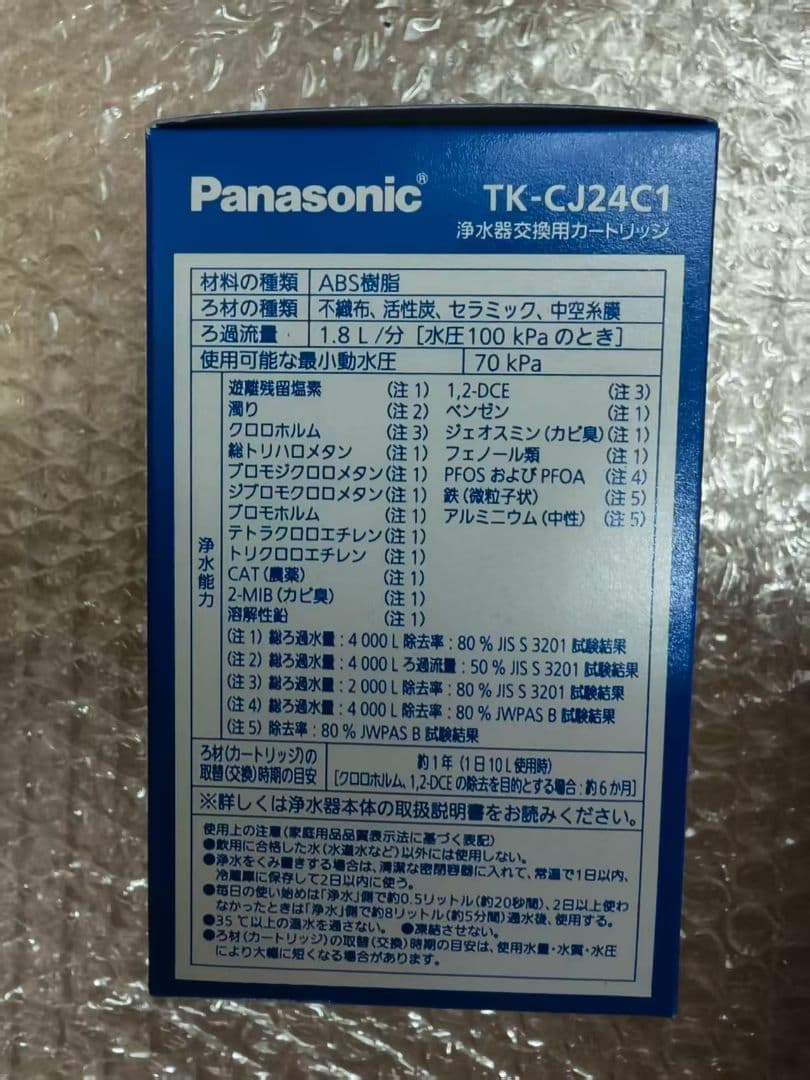 Panasonic® TK-CJ24C1
浄水器交換用カートリッジ
材料の種類 ABS樹脂
ろ材の種類 不織布、活性炭、セラミック、中空糸膜
ろ過流量 1.8 L /分 [水圧100 kPa のとき]
使用可能な最小動水圧 70 kPa
浄水能力
遊離残留塩素 (注 1) 1,2-DCE (注 3)
濁り (注 2) ベンゼン (注 1)
クロロホルム (注 3) ジェオスミン(カビ臭) (注 1)
総トリハロメタン (注 1) フェノール類 (注 1)
ブロモジクロロメタン (注 1) PFOS および PFOA (注 4)
ジブロモクロロメタン (注 1) 鉄(微粒子状) (注 5)
ブロモホルム (注 1) アルミニウム(中性) (注 5)
テトラクロロエチレン (注 1)
トリクロロエチレン (注 1)
CAT(農薬) (注 1)
2-MIB(カビ臭) (注 1)
溶解性鉛 (注 1)
(注 1) 総ろ過水量 : 4 000 L 除去率 : 80 % JIS S 3201 試験結果
(注 2) 総ろ過水量 : 4 000 L ろ過流量 : 50 % JIS S 3201 試験結果
(注 3) 総ろ過水量 : 2 000 L 除去率 : 80 % JIS S 3201 試験結果
(注 4) 総ろ過水量 : 4 000 L 除去率 : 80 % JWPAS B 試験結果
(注 5) 除去率 : 80 % JWPAS B 試験結果
ろ材(カートリッジ)の 約1年 (1日10L使用時)
取替(交換)時期の目安 [クロロホルム、1,2-DCE の除去を目的とする場合 : 約6か月]
※詳しくは浄水器本体の取扱説明書をお読みください。
使用上の注意(家庭用品品質表示法に基づく表記)
●飲用に合格した水(水道水など)以外には使用しない。
●浄水をくみ置きする場合は、清潔な密閉容器に入れて、常温で1日以内、
冷蔵庫に保存して2日以内に使う。
●毎日の使い始めは「浄水」側で約0.5リットル(約20秒間)、2日以上使わ
なかったときは「浄水」側で約8リットル(約5分間)通水後、使用する。
●35 ℃以上の温水を通さない。 ●凍結させない。
●ろ材(カートリッジ)の取替(交換)時期の目安は、使用水量・水質・水圧
により大幅に短くなる場合があります。